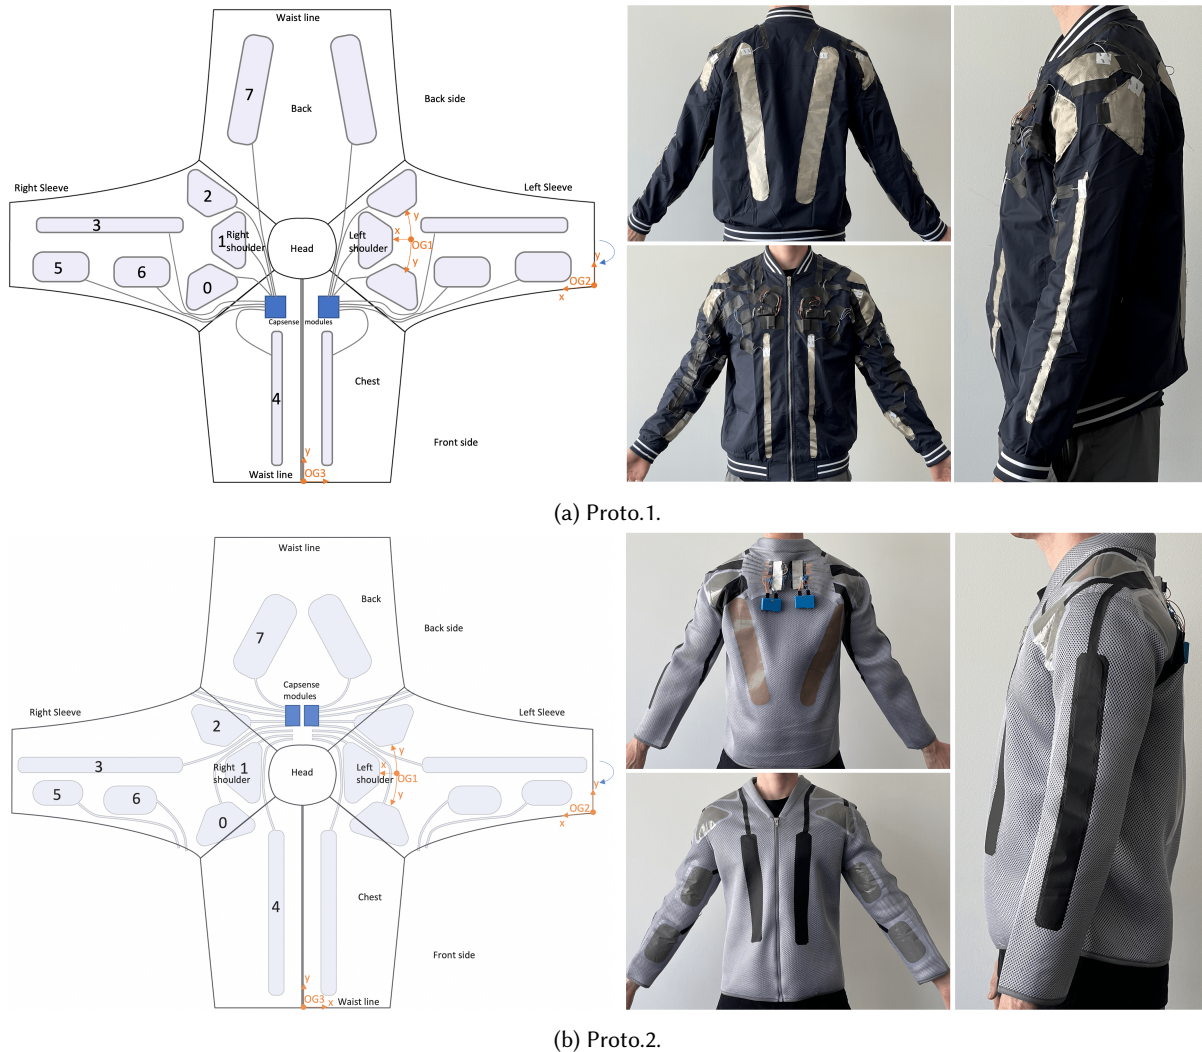 Waist line
7
Back
Back side
Right Sleeve
Left Sleeve
2
3
1
Right
shoulder
Head
Left
shoulder
y
x
OG1
y
5
6
0
y
OG2
x
Capsense modules
4
Chest
Front side
y
Waist line
OG3
(a) Proto.1.
Waist line
Back
7
Back side
Capsense
modules
Right Sleeve
Left Sleeve
2
3
Right
shoulder
1
Head
Left
shoulder
y
x
OG1
y
5
6
0
y
OG2
x
4
Chest
Front side
y
OG3
x
Waist line
(b) Proto.2.